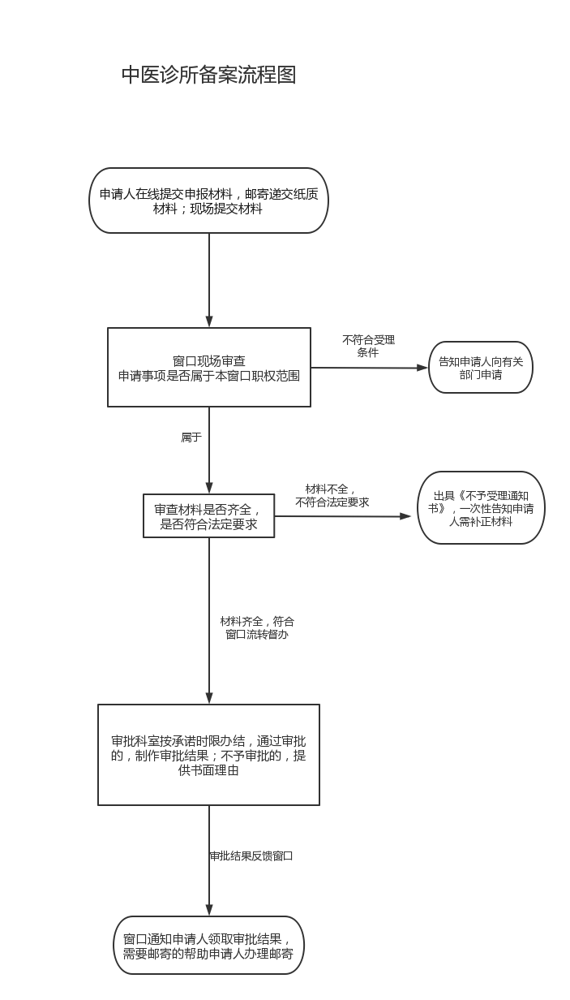 中医诊所备案流程图
申请人在线提交申报材料，邮寄递交纸质
材料；现场提交材料
窗口现场审查
申请事项是否属于本窗口职权范围
不符合受理
条件
告知申请人向有关
部门申请
属于
审查材料是否齐全，
是否符合法定要求
材料不全，
不符合法定要求
出具《不予受理通知
书》，一次性告知申请
人需补正材料
材料齐全，符合
窗口流转督办
审批科室按承诺时限办结，通过审批
的，制作审批结果；不予审批的，提
供书面理由
审批结果反馈窗口
窗口通知申请人领取审批结果，
需要邮寄的帮助申请人办理邮寄